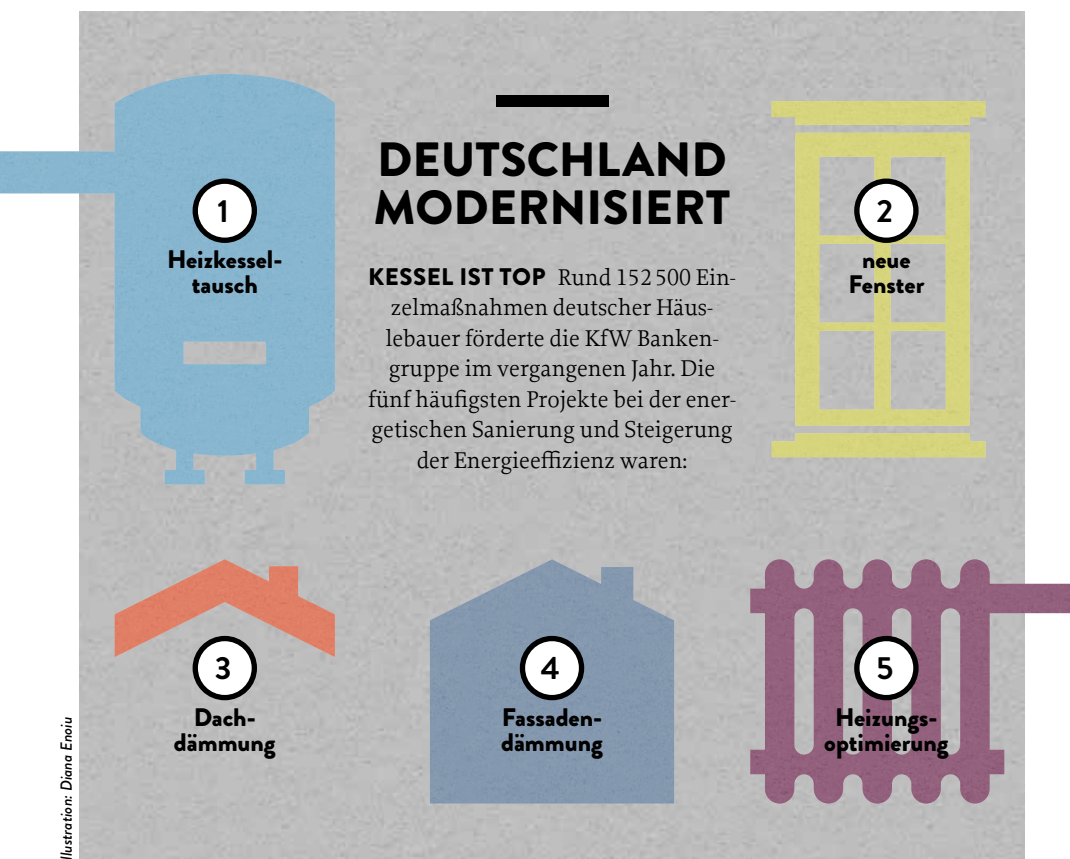 DEUTSCHLAND
MODERNISIERT
KESSEL IST TOP Rund 152 500 Ein-
zelmaßnahmen deutscher Häus-
lebauer förderte die KfW Banken-
gruppe im vergangenen Jahr. Die
fünf häufigsten Projekte bei der ener-
getischen Sanierung und Steigerung
der Energieeffizienz waren:
1
Heizkessel-
tausch
2
neue
Fenster
3
Dach-
dämmung
4
Fassaden-
dämmung
5
Heizungs-
optimierung
Illustration: Diana Enoiu